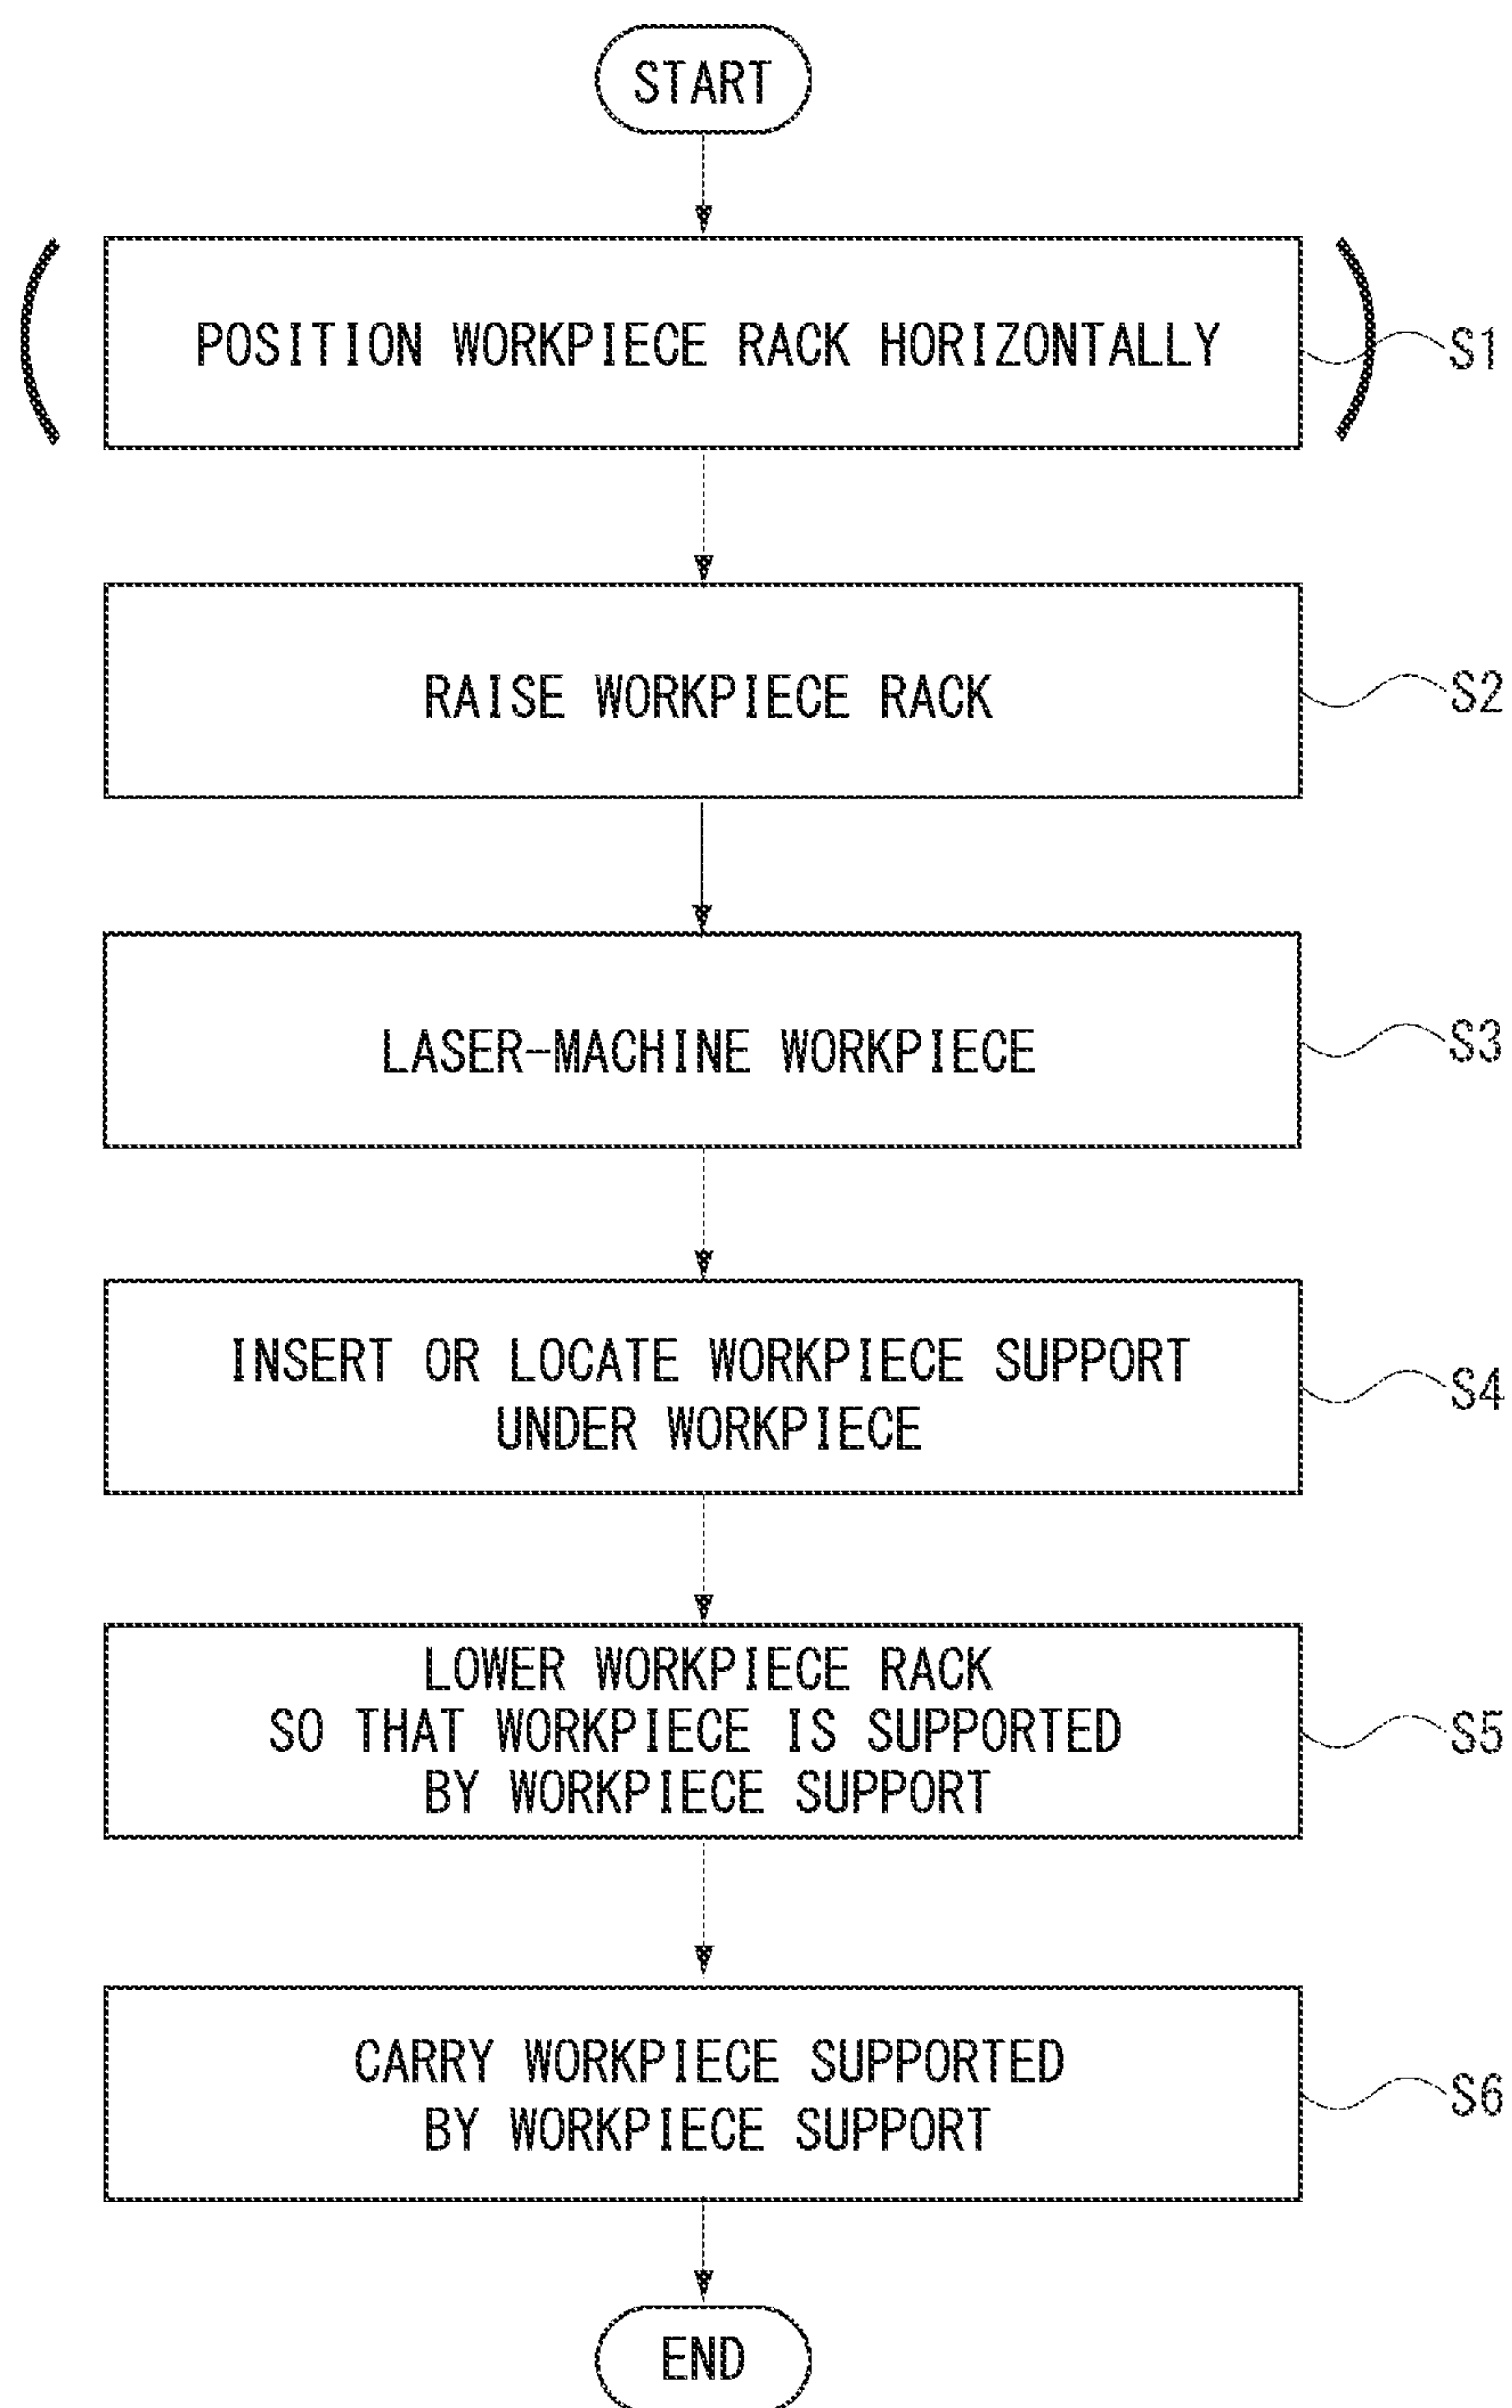 START
POSITION WORKPIECE RACK HORIZONTALLY
S1
RAISE WORKPIECE RACK
S2
LASER-MACHINE WORKPIECE
S3
INSERT OR LOCATE WORKPIECE SUPPORT
UNDER WORKPIECE
S4
LOWER WORKPIECE RACK
SO THAT WORKPIECE IS SUPPORTED
BY WORKPIECE SUPPORT
S5
CARRY WORKPIECE SUPPORTED
BY WORKPIECE SUPPORT
S6
END